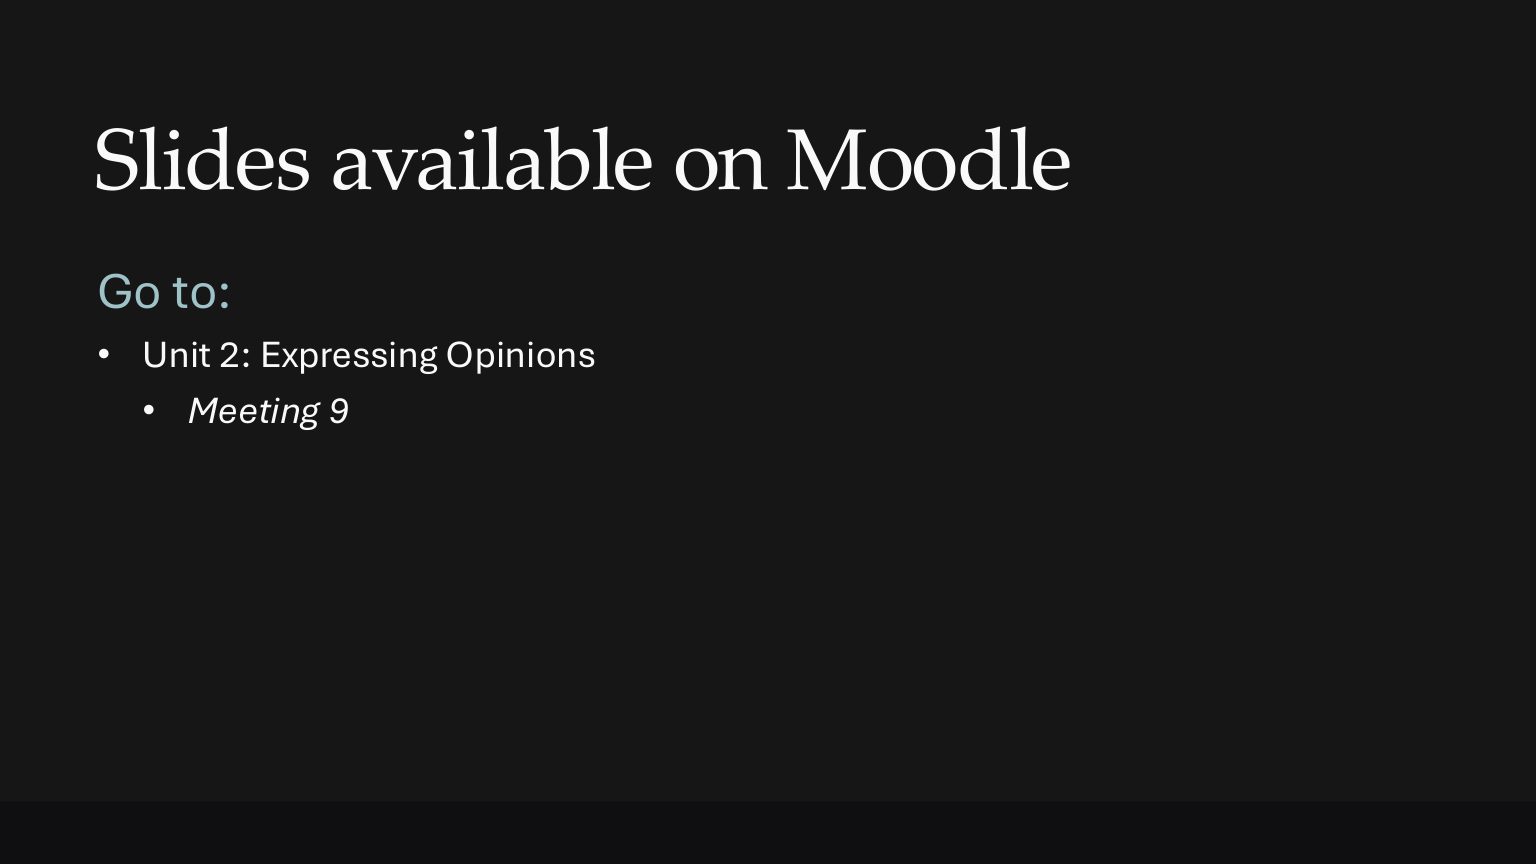 Slides available on Moodle
Go to:
• Unit 2: Expressing Opinions
• Meeting 9